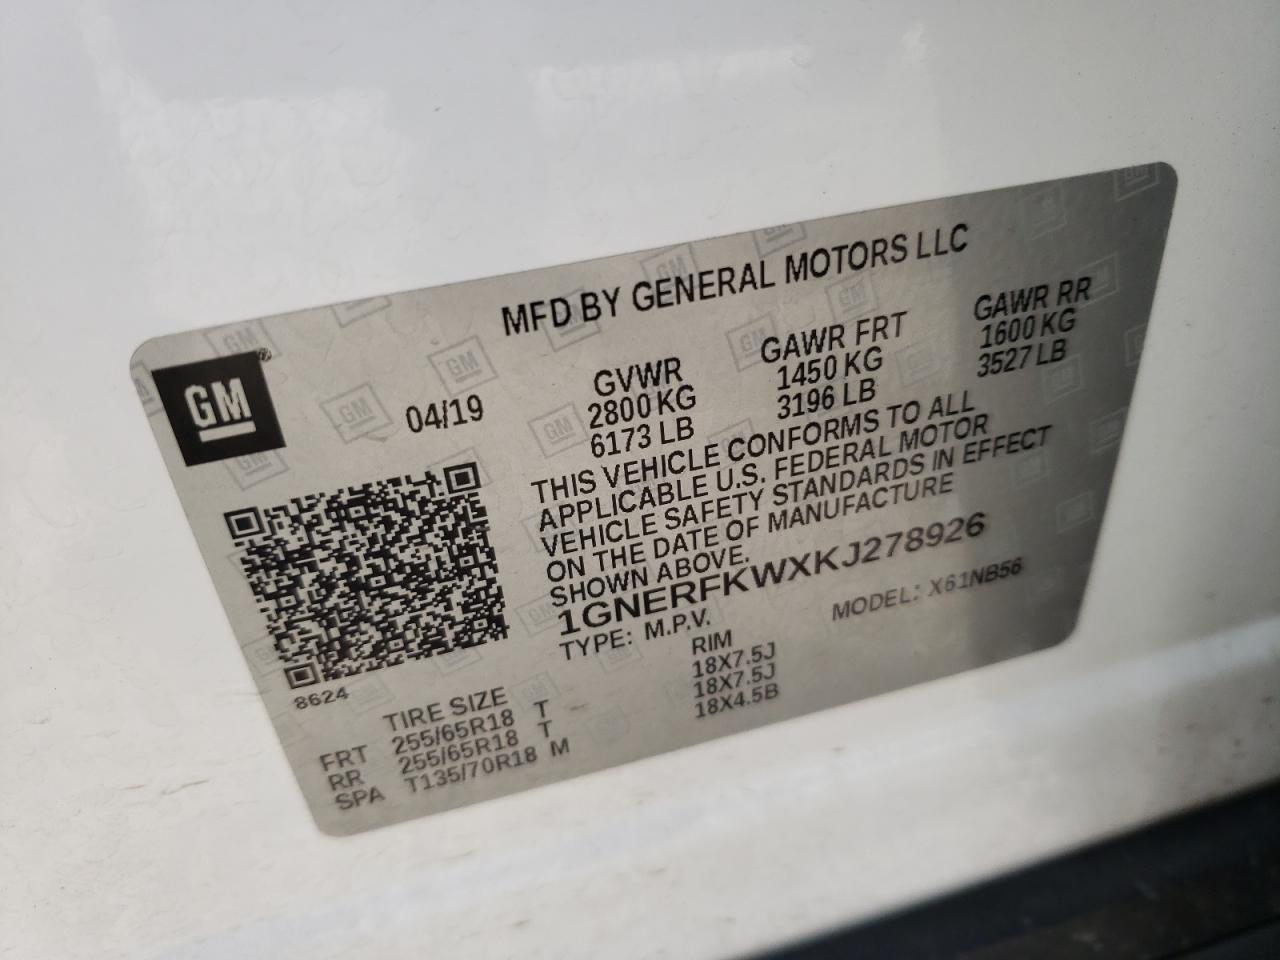 MFD BY GENERAL MOTORS LLC
GM®
04/19
GVWR
2800 KG
6173 LB
GAWR FRT
1450 KG
3196 LB
GAWR RR
1600 KG
3527 LB
THIS VEHICLE CONFORMS TO ALL
APPLICABLE U.S. FEDERAL MOTOR
VEHICLE SAFETY STANDARDS IN EFFECT
ON THE DATE OF MANUFACTURE
SHOWN ABOVE.
1GNERFKWXKJ278926
TYPE: M.P.V. MODEL: X61NB56
8624
TIRE SIZE RIM
FRT 255/65R18 T 18X7.5J
RR 255/65R18 T 18X7.5J
SPA T135/70R18 M 18X4.5B